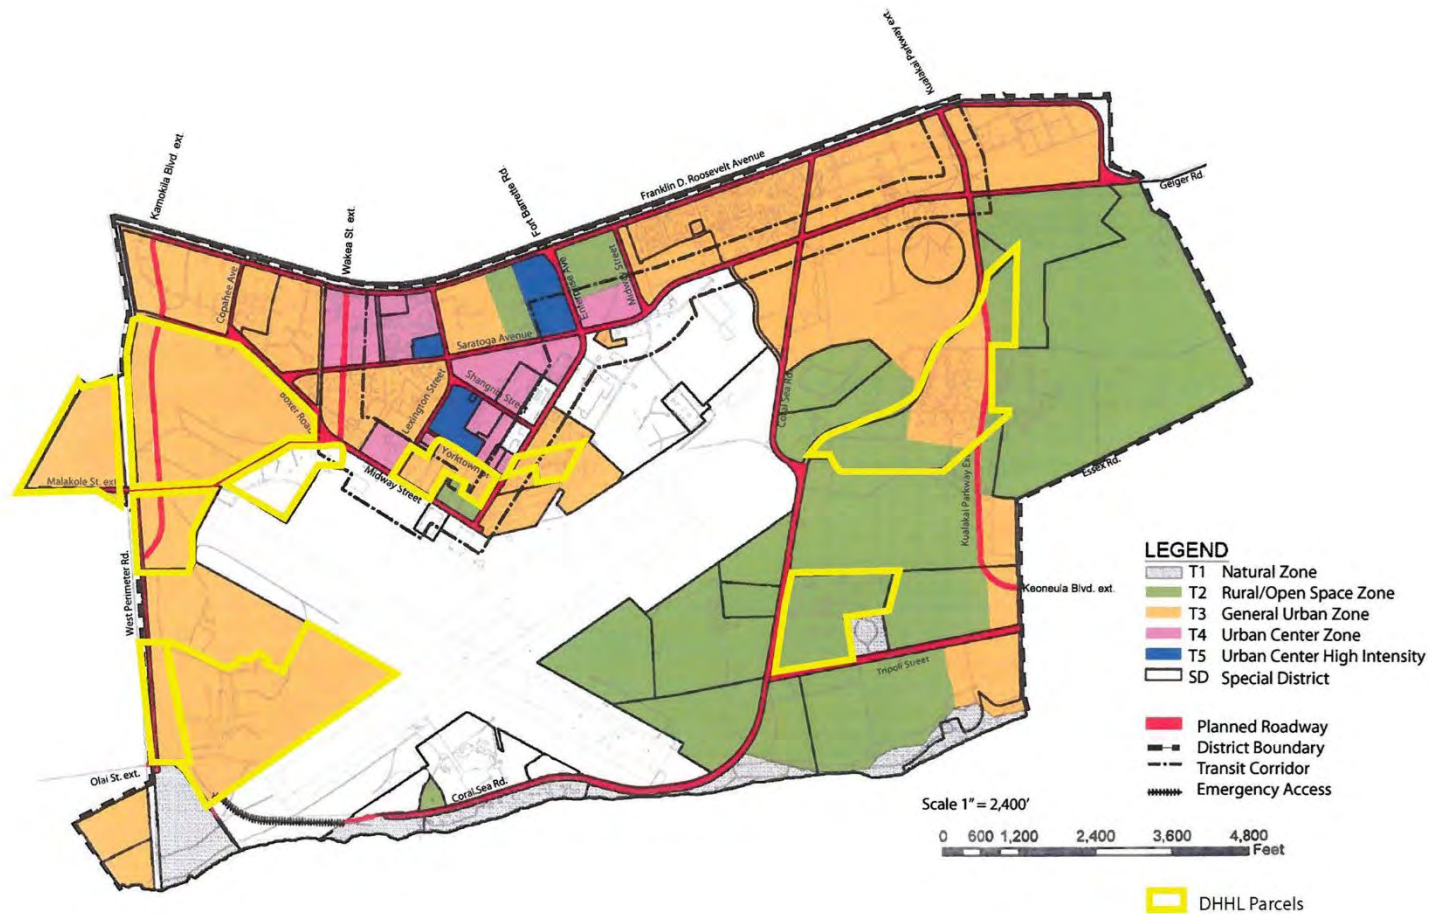 Kualakai Parkway ext.
Kamokila Blvd. ext.
Wakea St. ext.
Fort Barrette Rd.
Franklin D. Roosevelt Avenue
Geiger Rd.
Copahee Ave
Enterprise Ave
Midway Street
Saratoga Avenue
Shangrila Street
Lexington Street
Boxer Road
Coral Sea Rd.
Yorktown St
Midway Street
Malakole St. ext.
Essex Rd.
Kualakai Parkway Ext.
West Perimeter Rd.
Keoneula Blvd. ext.
Tripoli Street
Olai St. ext.
Coral Sea Rd.
LEGEND
T1 Natural Zone
T2 Rural/Open Space Zone
T3 General Urban Zone
T4 Urban Center Zone
T5 Urban Center High Intensity
SD Special District
Planned Roadway
District Boundary
Transit Corridor
Emergency Access
Scale 1" = 2,400'
0 600 1,200 2,400 3,600 4,800
Feet
DHHL Parcels